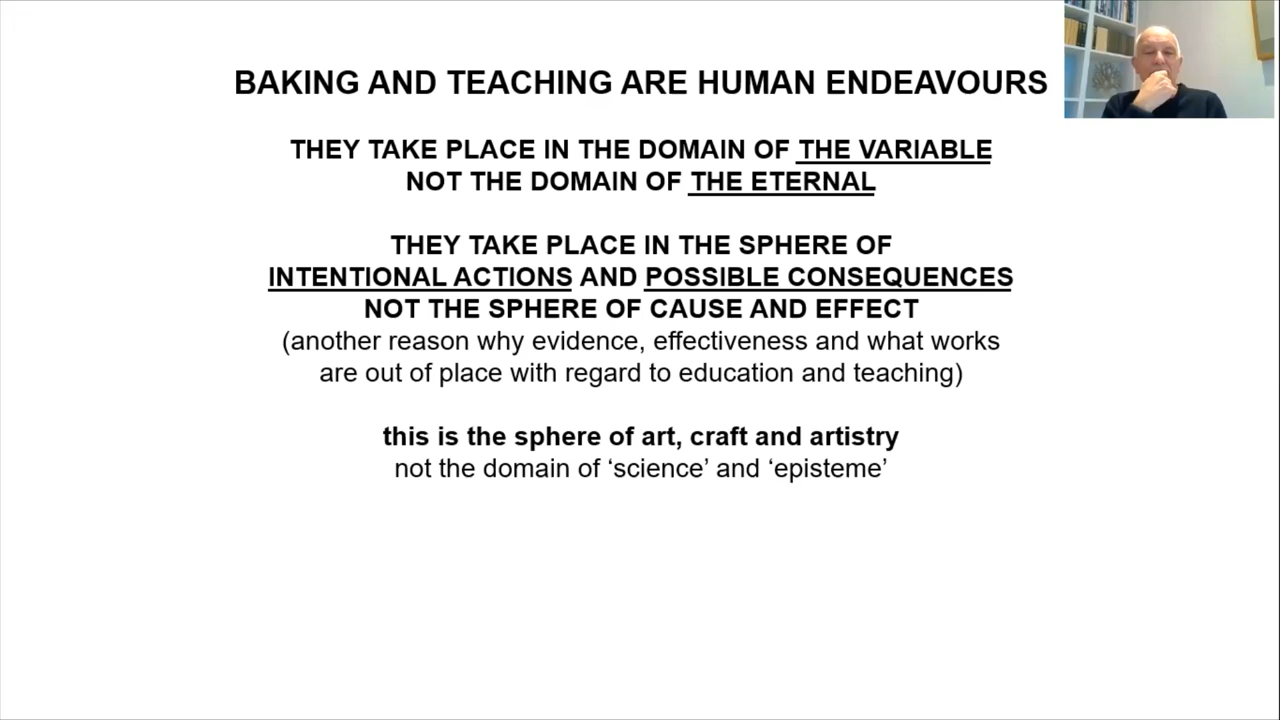 BAKING AND TEACHING ARE HUMAN ENDEAVOURS
THEY TAKE PLACE IN THE DOMAIN OF THE VARIABLE
NOT THE DOMAIN OF THE ETERNAL
THEY TAKE PLACE IN THE SPHERE OF
INTENTIONAL ACTIONS AND POSSIBLE CONSEQUENCES
NOT THE SPHERE OF CAUSE AND EFFECT
(another reason why evidence, effectiveness and what works
are out of place with regard to education and teaching)
this is the sphere of art, craft and artistry
not the domain of ‘science’ and ‘episteme’